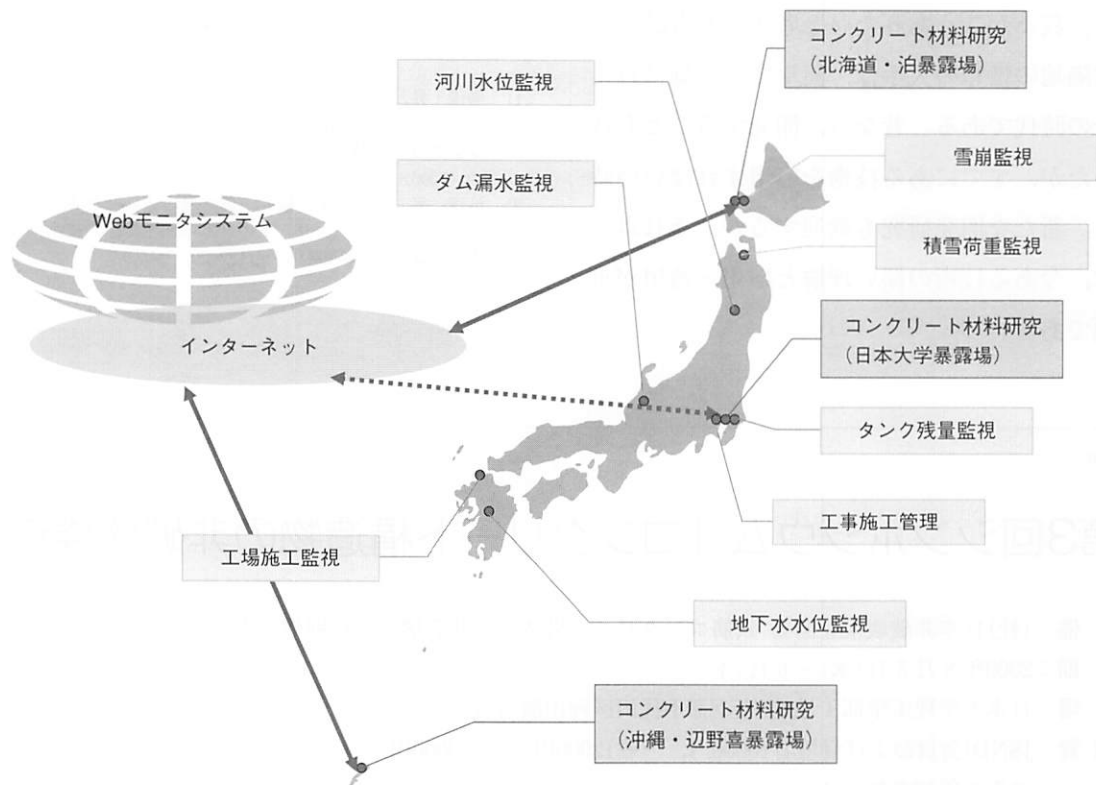 コンクリート材料研究
（北海道・泊暴露場）
河川水位監視
雪崩監視
ダム漏水監視
Webモニタシステム
積雪荷重監視
インターネット
コンクリート材料研究
（日本大学暴露場）
タンク残量監視
工事施工管理
工場施工監視
地下水水位監視
コンクリート材料研究
（沖縄・辺野喜暴露場）